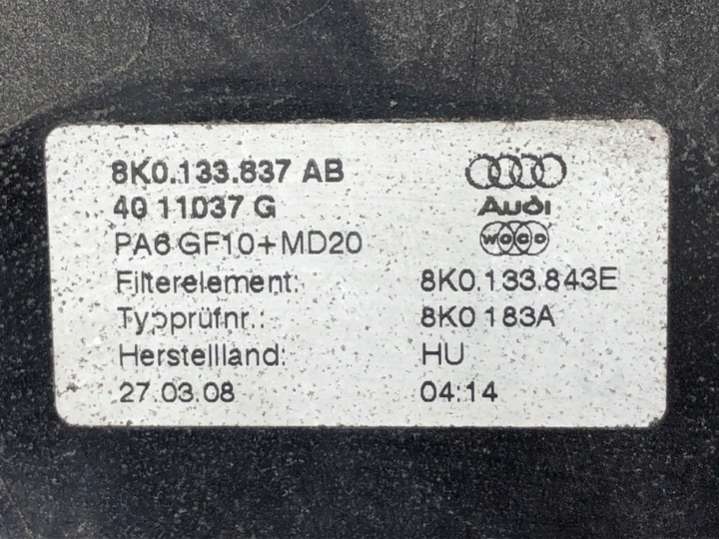 8K0.133.837 AB
40 11037 G
Audi
PA6 GF10+MD20
WOCO
Filterelement: 8K0.133.843E
Typprüfnr.: 8K0 183A
Herstellland: HU
27.03.08 04:14